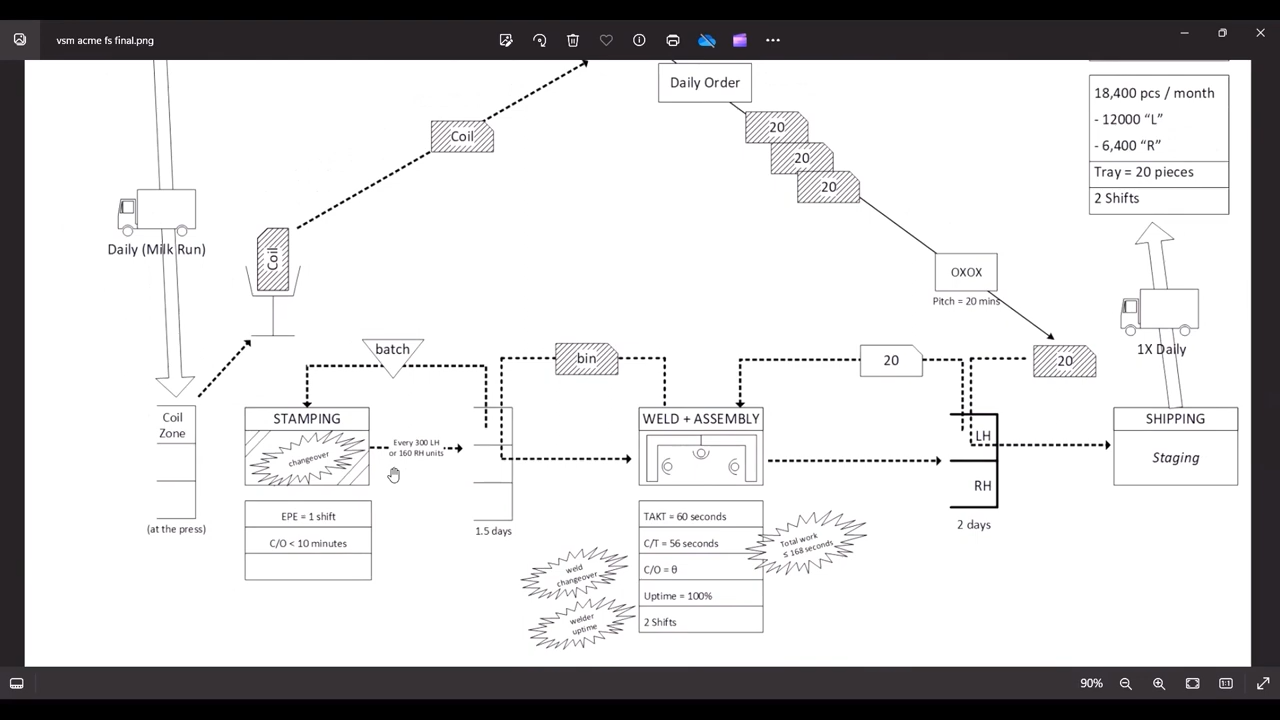 vsm acme fs final.png
Daily Order
18,400 pcs / month
- 12000 “L”
- 6,400 “R”
Tray = 20 pieces
2 Shifts
Coil
20
20
20
Daily (Milk Run)
Coil
OXOX
Pitch = 20 mins
1X Daily
batch
bin
20
20
Coil
Zone
(at the press)
STAMPING
changeover
EPE = 1 shift
C/O < 10 minutes
Every 300 LH
or 160 RH units
1.5 days
WELD + ASSEMBLY
TAKT = 60 seconds
C/T = 56 seconds
C/O = θ
Uptime = 100%
2 Shifts
weld
changeover
welder
uptime
Total work
≤ 168 seconds
LH
RH
2 days
SHIPPING
Staging
90%
1:1